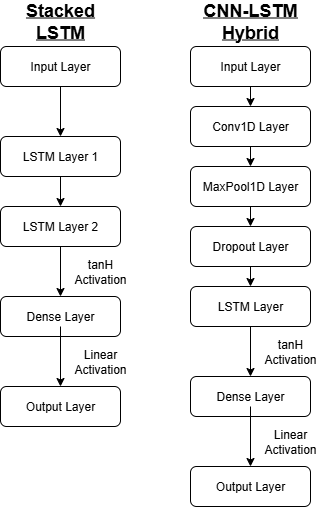 Stacked
LSTM
Input Layer
LSTM Layer 1
LSTM Layer 2
tanH
Activation
Dense Layer
Linear
Activation
Output Layer
CNN-LSTM
Hybrid
Input Layer
Conv1D Layer
MaxPool1D Layer
Dropout Layer
LSTM Layer
tanH
Activation
Dense Layer
Linear
Activation
Output Layer